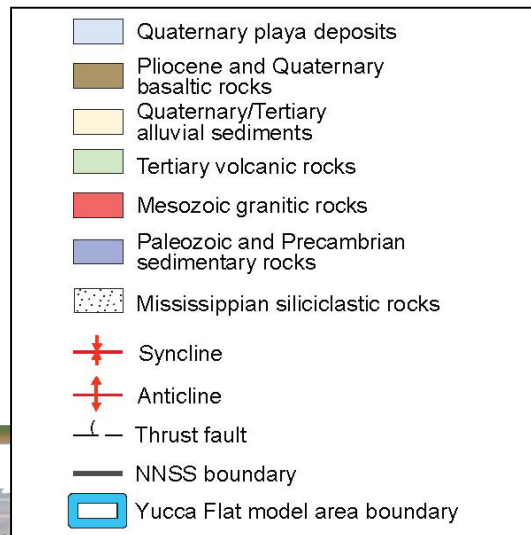 Quaternary playa deposits
Pliocene and Quaternary
basaltic rocks
Quaternary/Tertiary
alluvial sediments
Tertiary volcanic rocks
Mesozoic granitic rocks
Paleozoic and Precambrian
sedimentary rocks
Mississippian siliciclastic rocks
Syncline
Anticline
Thrust fault
NNSS boundary
Yucca Flat model area boundary